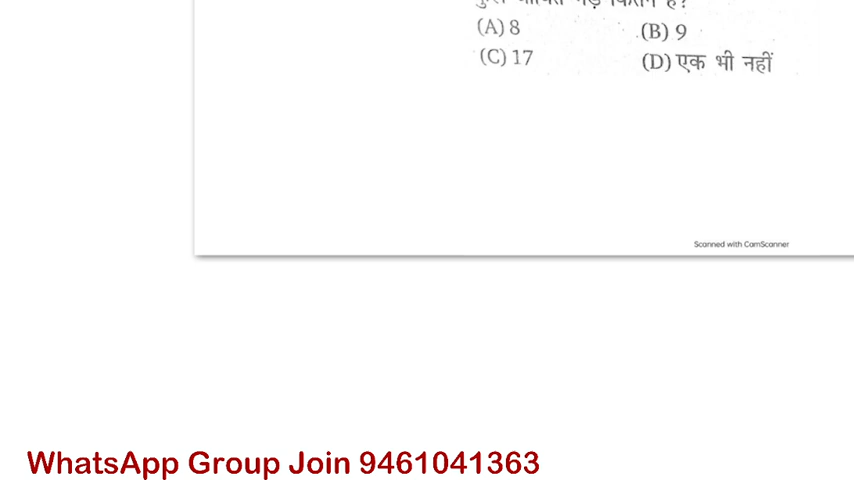 (A) 8 (B) 9
(C) 17 (D) एक भी नहीं
Scanned with CamScanner
WhatsApp Group Join 9461041363